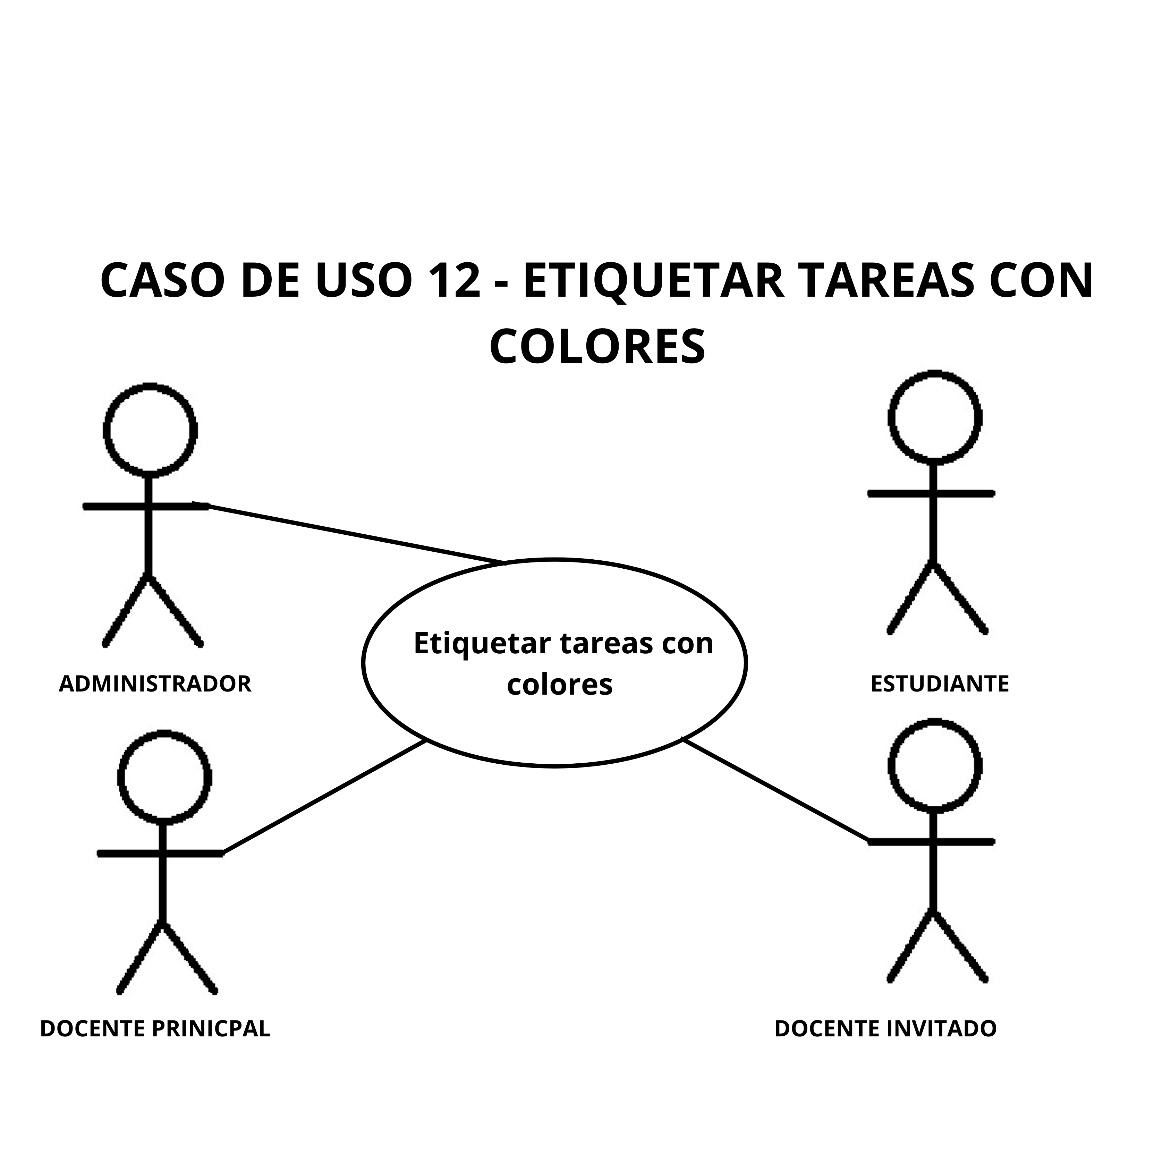 CASO DE USO 12 - ETIQUETAR TAREAS CON
COLORES
Etiquetar tareas con
colores
ADMINISTRADOR
ESTUDIANTE
DOCENTE PRINICPAL
DOCENTE INVITADO